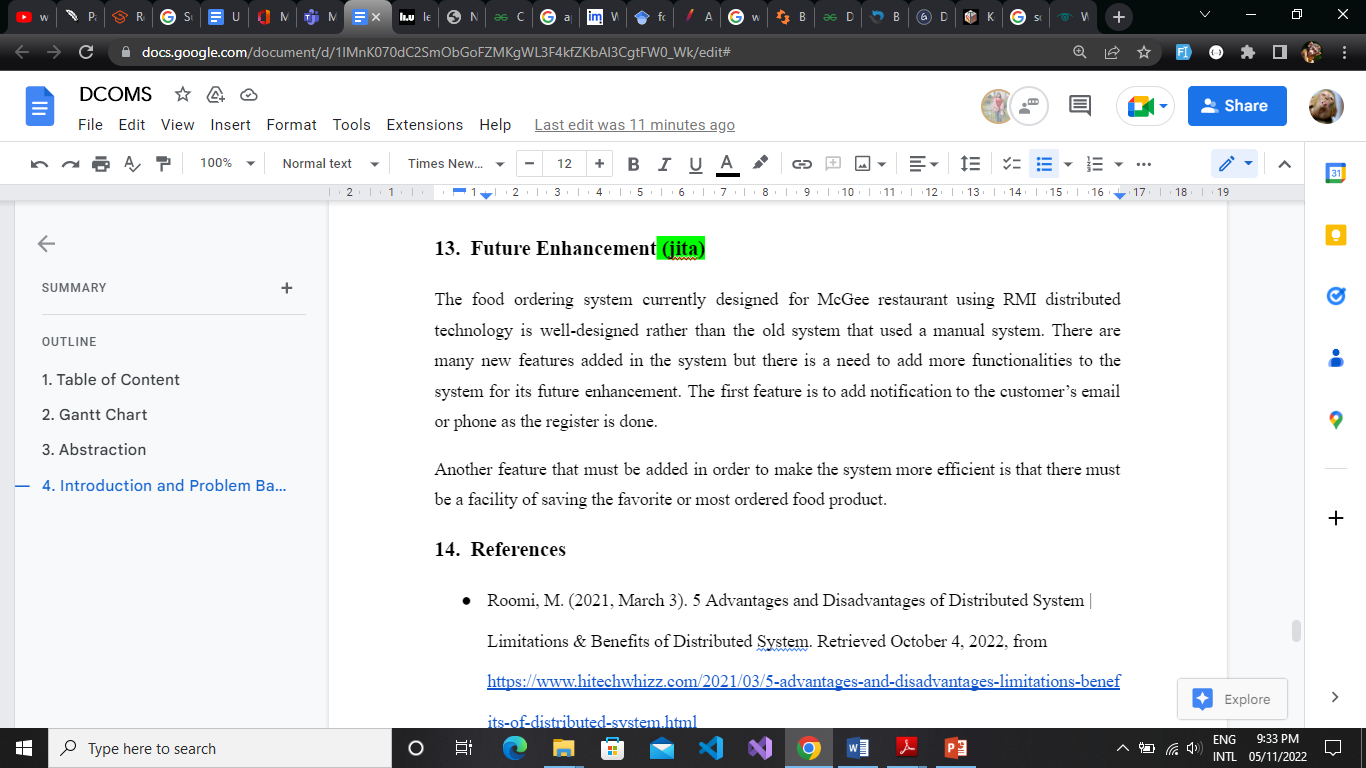 w P Re S U M M le N C a W fo A w B D B D K se W
docs.google.com/document/d/1IMnK070dC2SmObGoFZMKgWL3F4kfZKbAI3CgtFW0_Wk/edit#
DCOMS
File Edit View Insert Format Tools Extensions Help Last edit was 11 minutes ago
Share
100% Normal text Times New... − 12 + B I U A
2 1 1 2 3 4 5 6 7 8 9 10 11 12 13 14 15 16 17 18 19
SUMMARY +
OUTLINE
1. Table of Content
2. Gantt Chart
3. Abstraction
4. Introduction and Problem Ba...
13. Future Enhancement (jita)
The food ordering system currently designed for McGee restaurant using RMI distributed
technology is well-designed rather than the old system that used a manual system. There are
many new features added in the system but there is a need to add more functionalities to the
system for its future enhancement. The first feature is to add notification to the customer’s email
or phone as the register is done.
Another feature that must be added in order to make the system more efficient is that there must
be a facility of saving the favorite or most ordered food product.
14. References
● Roomi, M. (2021, March 3). 5 Advantages and Disadvantages of Distributed System |
Limitations & Benefits of Distributed System. Retrieved October 4, 2022, from
https://www.hitechwhizz.com/2021/03/5-advantages-and-disadvantages-limitations-benef
its-of-distributed-system.html
Explore
31
Type here to search
ENG 9:33 PM
INTL 05/11/2022